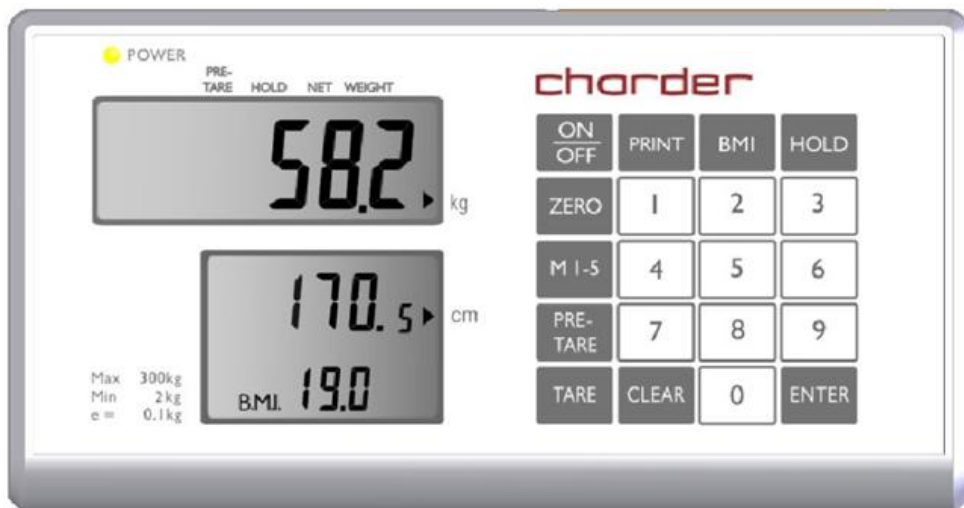 POWER
PRE-
TARE HOLD NET WEIGHT
58.2 kg
170.5 cm
B.M.I. 19.0
Max 300kg
Min 2kg
e = 0.1kg
charder
ON
OFF PRINT BMI HOLD
ZERO 1 2 3
M 1-5 4 5 6
PRE-
TARE 7 8 9
TARE CLEAR 0 ENTER